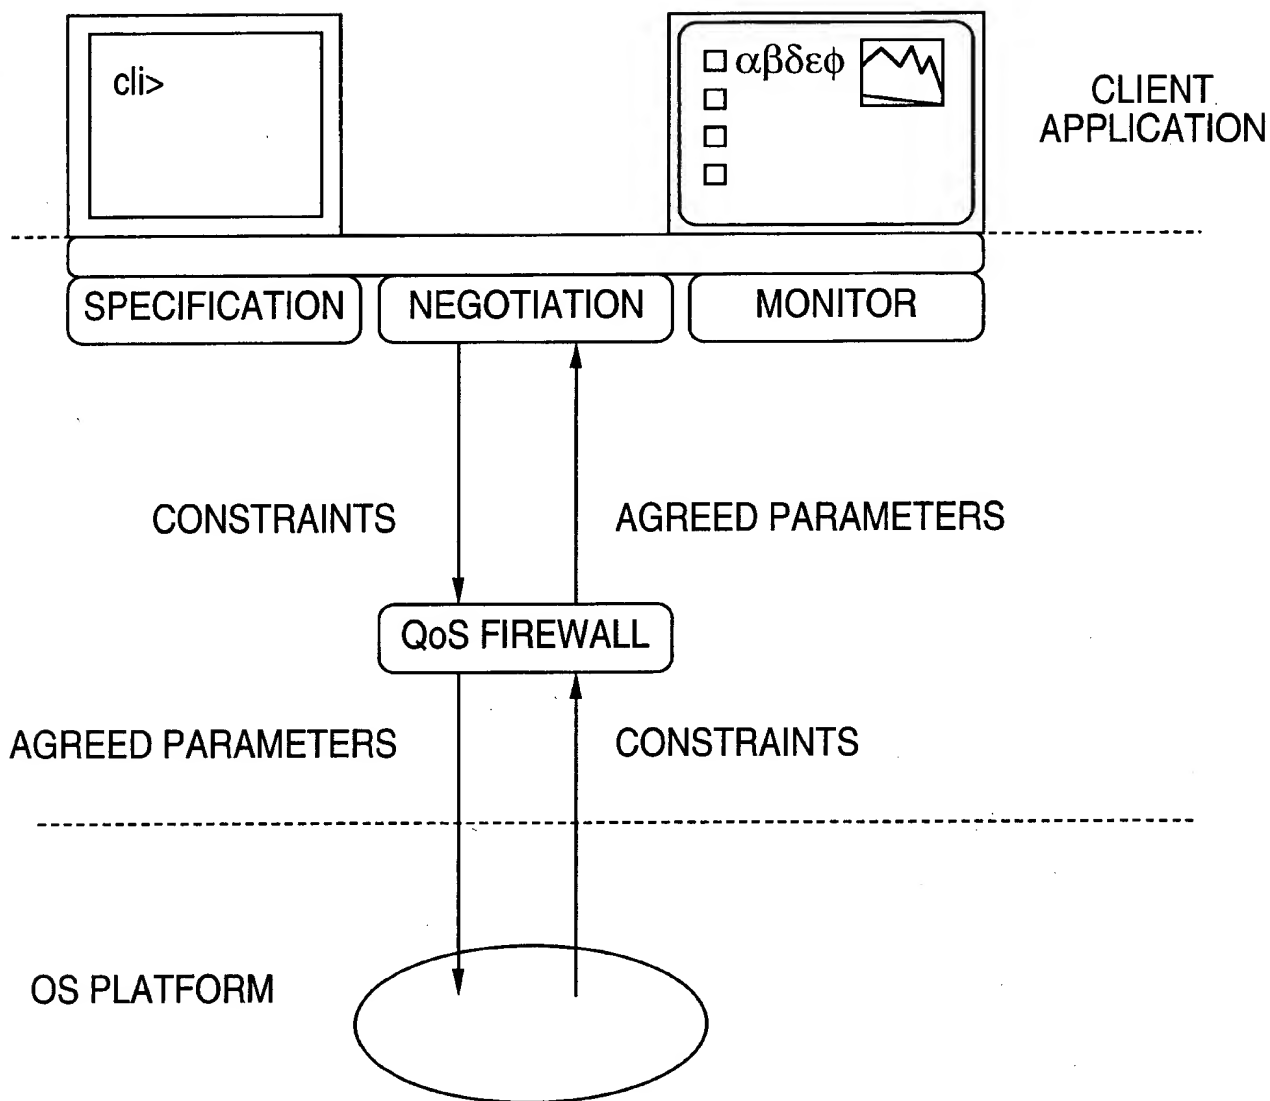 cli>
αβδεϕ
CLIENT
APPLICATION
SPECIFICATION
NEGOTIATION
MONITOR
CONSTRAINTS
AGREED PARAMETERS
QoS FIREWALL
AGREED PARAMETERS
CONSTRAINTS
OS PLATFORM